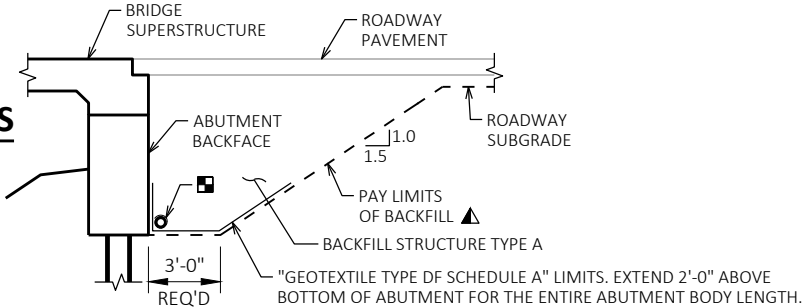 BRIDGE
SUPERSTRUCTURE
ROADWAY
PAVEMENT
S
ABUTMENT
BACKFACE
ROADWAY
SUBGRADE
1.0
1.5
PAY LIMITS
OF BACKFILL
BACKFILL STRUCTURE TYPE A
3'-0"
REQ'D
"GEOTEXTILE TYPE DF SCHEDULE A" LIMITS. EXTEND 2'-0" ABOVE
BOTTOM OF ABUTMENT FOR THE ENTIRE ABUTMENT BODY LENGTH.